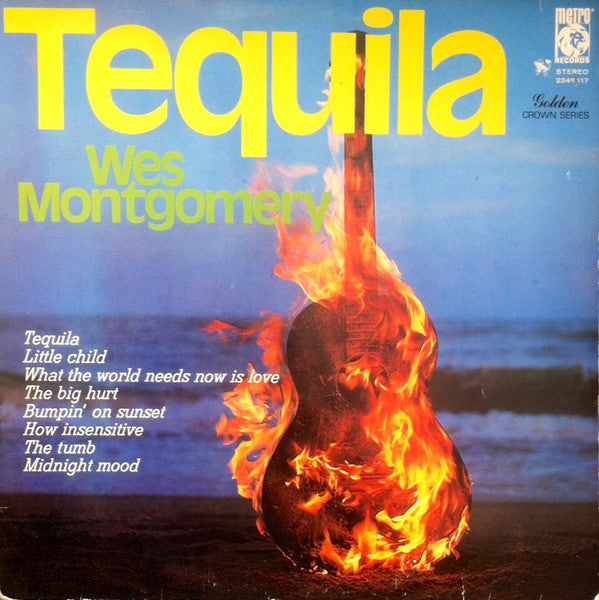 Tequila
Wes
Montgomery
METRO
RECORDS
STEREO
2348 117
Golden
CROWN SERIES
Tequila
Little child
What the world needs now is love
The big hurt
Bumpin' on sunset
How insensitive
The tumb
Midnight mood